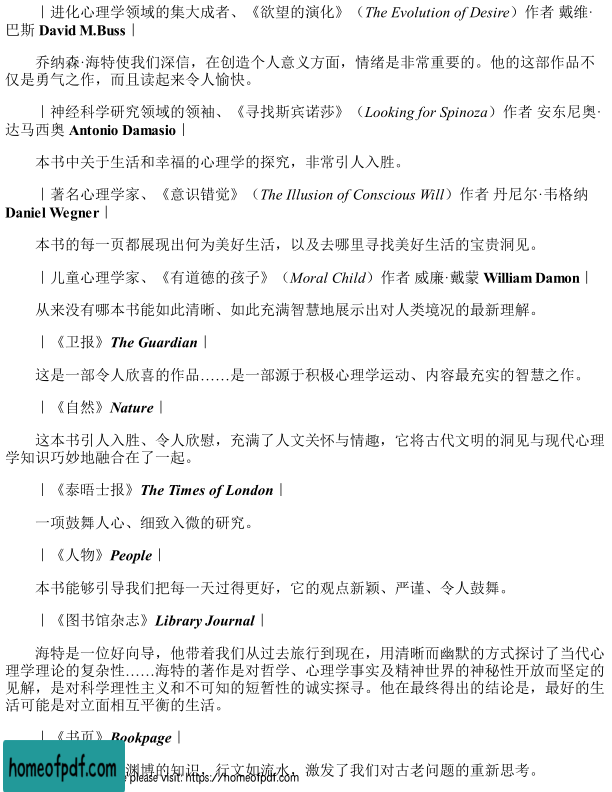 ｜进化心理学领域的集大成者、《欲望的演化》（The Evolution of Desire）作者 戴维·
巴斯 David M.Buss｜
乔纳森·海特使我们深信，在创造个人意义方面，情绪是非常重要的。他的这部作品不
仅是勇气之作，而且读起来令人愉快。
｜神经科学研究领域的领袖、《寻找斯宾诺莎》（Looking for Spinoza）作者 安东尼奥·
达马西奥 Antonio Damasio｜
本书中关于生活和幸福的心理学的探究，非常引人入胜。
｜著名心理学家、《意识错觉》（The Illusion of Conscious Will）作者 丹尼尔·韦格纳
Daniel Wegner｜
本书的每一页都展现出何为美好生活，以及去哪里寻找美好生活的宝贵洞见。
｜儿童心理学家、《有道德的孩子》（Moral Child）作者 威廉·戴蒙 William Damon｜
从来没有哪本书能如此清晰、如此充满智慧地展示出对人类境况的最新理解。
｜《卫报》The Guardian｜
这是一部令人欣喜的作品……是一部源于积极心理学运动、内容最充实的智慧之作。
｜《自然》Nature｜
这本书引人入胜、令人欣慰，充满了人文关怀与情趣，它将古代文明的洞见与现代心理
学知识巧妙地融合在了一起。
｜《泰晤士报》The Times of London｜
一项鼓舞人心、细致入微的研究。
｜《人物》People｜
本书能够引导我们把每一天过得更好，它的观点新颖、严谨、令人鼓舞。
｜《图书馆杂志》Library Journal｜
海特是一位好向导，他带着我们从过去旅行到现在，用清晰而幽默的方式探讨了当代心
理学理论的复杂性……海特的著作是对哲学、心理学事实及精神世界的神秘性开放而坚定的
见解，是对科学理性主义和不可知的短暂性的诚实探寻。他在最终得出的结论是，最好的生
活可能是对立面相互平衡的生活。
｜《书页》Bookpage｜
渊博的知识，行文如流水，激发了我们对古老问题的重新思考。
homeofpdf.com
please visit: https://homeofpdf.com